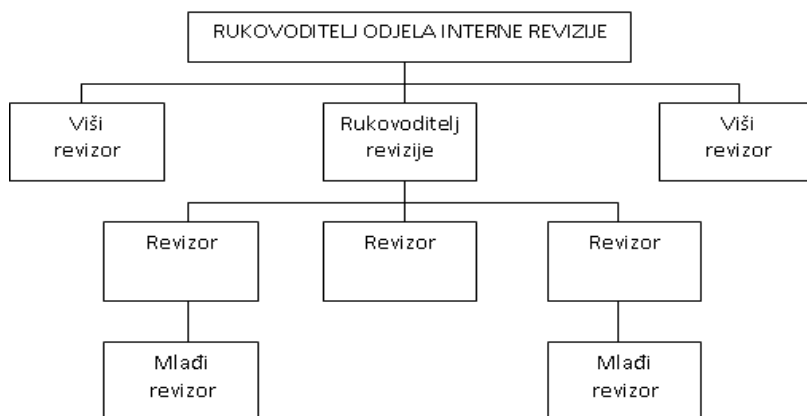 RUKOVODITELJ ODJELA INTERNE REVIZIJE
Viši
revizor
Rukovoditelj
revizije
Viši
revizor
Revizor
Revizor
Revizor
Mlađi
revizor
Mlađi
revizor